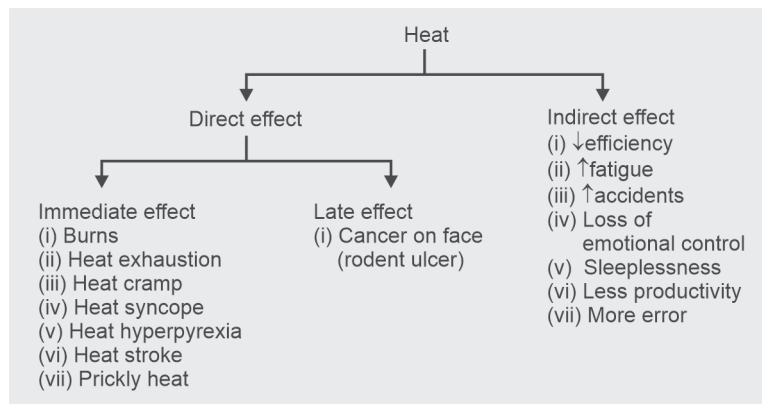 Heat
Direct effect
Immediate effect
(i) Burns
(ii) Heat exhaustion
(iii) Heat cramp
(iv) Heat syncope
(v) Heat hyperpyrexia
(vi) Heat stroke
(vii) Prickly heat
Late effect
(i) Cancer on face
(rodent ulcer)
Indirect effect
(i) ↓efficiency
(ii) ↑fatigue
(iii) ↑accidents
(iv) Loss of
emotional control
(v) Sleeplessness
(vi) Less productivity
(vii) More error